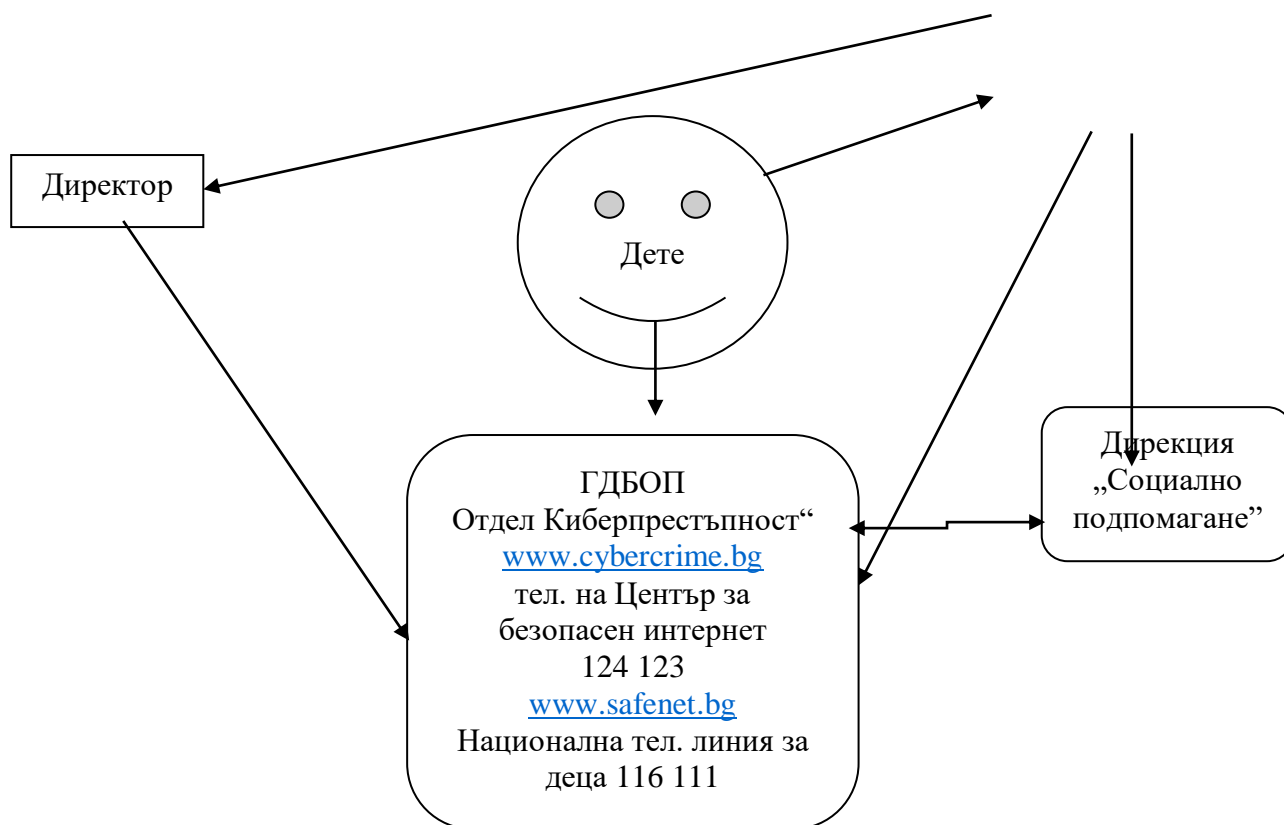 Директор
Дете
ГДБОП
Отдел Киберпрестъпност“
www.cybercrime.bg
тел. на Център за
безопасен интернет
124 123
www.safenet.bg
Национална тел. линия за
деца 116 111
Дирекция
„Социално
подпомагане”